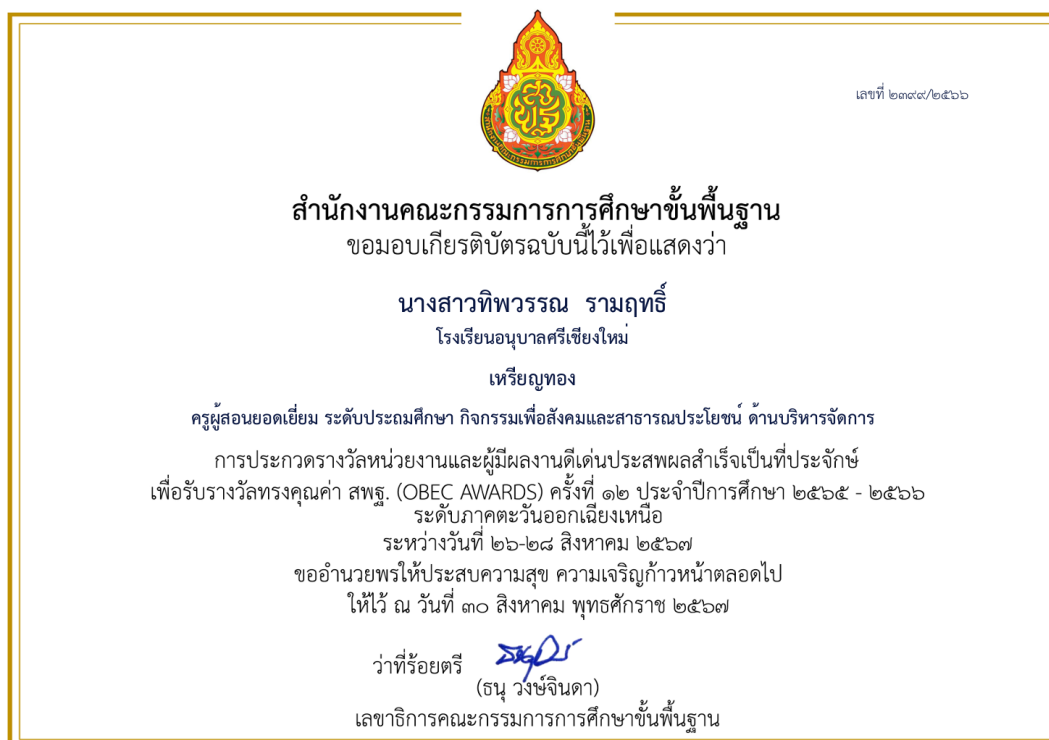 เลขที่ ๒๓๙๙/๒๕๖๖
สำนักงานคณะกรรมการการศึกษาขั้นพื้นฐาน
ขอมอบเกียรติบัตรฉบับนี้ไว้เพื่อแสดงว่า
นางสาวทิพวรรณ รามฤทธิ์
โรงเรียนอนุบาลศรีเชียงใหม่
เหรียญทอง
ครูผู้สอนยอดเยี่ยม ระดับประถมศึกษา กิจกรรมเพื่อสังคมและสาธารณประโยชน์ ด้านบริหารจัดการ
การประกวดรางวัลหน่วยงานและผู้มีผลงานดีเด่นประสพผลสำเร็จเป็นที่ประจักษ์
เพื่อรับรางวัลทรงคุณค่า สพฐ. (OBEC AWARDS) ครั้งที่ ๑๒ ประจำปีการศึกษา ๒๕๖๕ - ๒๕๖๖
ระดับภาคตะวันออกเฉียงเหนือ
ระหว่างวันที่ ๒๖-๒๘ สิงหาคม ๒๕๖๗
ขออำนวยพรให้ประสบความสุข ความเจริญก้าวหน้าตลอดไป
ให้ไว้ ณ วันที่ ๓๐ สิงหาคม พุทธศักราช ๒๕๖๗
ว่าที่ร้อยตรี
(ธนุ วงษ์จินดา)
เลขาธิการคณะกรรมการการศึกษาขั้นพื้นฐาน